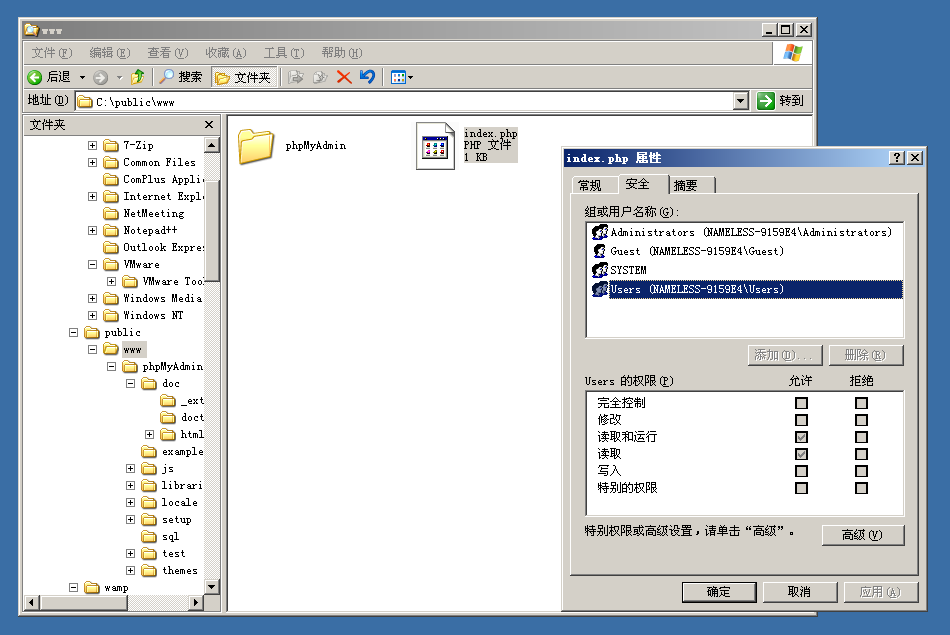 www
文件(F) 编辑(E) 查看(V) 收藏(A) 工具(T) 帮助(H)
后退 搜索 文件夹
地址(D) C:\public\www 转到
文件夹
7-Zip
Common Files
ComPlus Appli
Internet Expl
NetMeeting
Notepad++
Outlook Expre
VMware
VMware Too
Windows Media
Windows NT
public
www
phpMyAdmin
doc
_ext
doct
html
example
js
librari
locale
setup
sql
test
themes
wamp
phpMyAdmin
index.php
PHP 文件
1 KB
index.php 属性
常规 安全 摘要
组或用户名称(G):
Administrators (NAMELESS-9159E4\Administrators)
Guest (NAMELESS-9159E4\Guest)
SYSTEM
Users (NAMELESS-9159E4\Users)
添加(D)... 删除(R)
Users 的权限(P) 允许 拒绝
完全控制
修改
读取和运行
读取
写入
特别的权限
特别权限或高级设置，请单击“高级”。
高级(V)
确定 取消 应用(A)